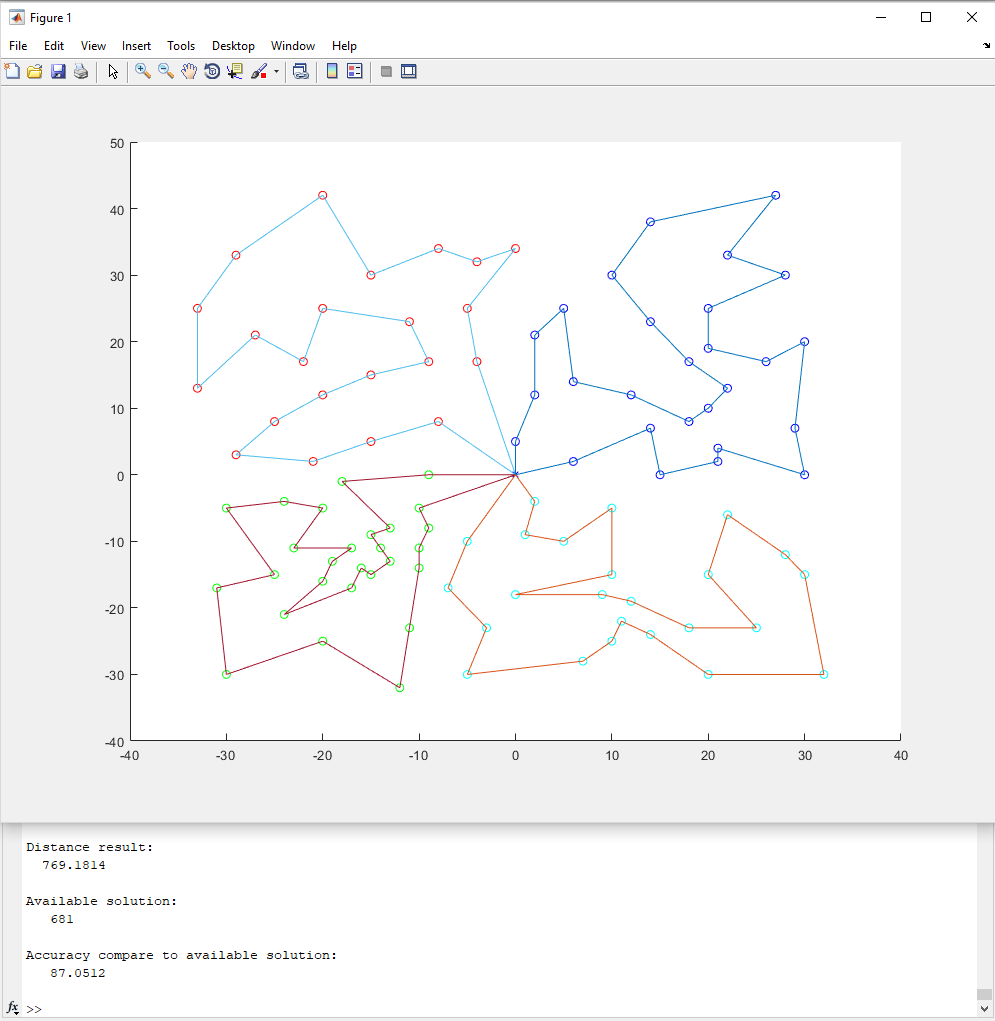 Figure 1
File Edit View Insert Tools Desktop Window Help
50
40
30
20
10
0
-10
-20
-30
-40
-40 -30 -20 -10 0 10 20 30 40
Distance result:
769.1814
Available solution:
681
Accuracy compare to available solution:
87.0512
fx >>